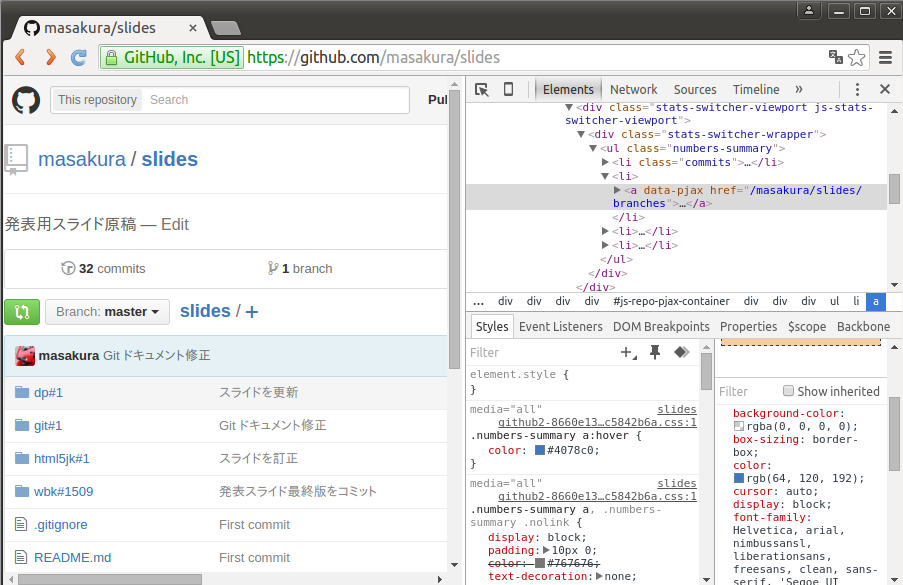 masakura/slides
GitHub, Inc. [US] https://github.com/masakura/slides
This repository Search Pul
masakura / slides
発表用スライド原稿 — Edit
32 commits 1 branch
Branch: master slides / +
masakura Git ドキュメント修正
dp#1 スライドを更新
git#1 Git ドキュメント修正
html5jk#1 スライドを訂正
wbk#1509 発表スライド最終版をコミット
.gitignore First commit
README.md First commit
Elements Network Sources Timeline »
<div class="stats-switcher-viewport js-stats-
switcher-viewport">
<div class="stats-switcher-wrapper">
<ul class="numbers-summary">
<li class="commits">…</li>
<li>
<a data-pjax href="/masakura/slides/
branches">…</a>
</li>
<li>…</li>
<li>…</li>
</ul>
</div>
</div>
... div div div div #js-repo-pjax-container div div div ul li a
Styles Event Listeners DOM Breakpoints Properties $scope Backbone
Filter
element.style {
}
media="all" slides
github2-8660e13…c5842b6a.css:1
.numbers-summary a:hover {
color: #4078c0;
}
media="all" slides
github2-8660e13…c5842b6a.css:1
.numbers-summary a, .numbers-
summary .nolink {
display: block;
padding: 10px 0;
color: #767676;
text-decoration: none;
Filter Show inherited
background-color:
rgba(0, 0, 0, 0);
box-sizing: border-
box;
color:
rgb(64, 120, 192);
cursor: auto;
display: block;
font-family:
Helvetica, arial,
nimbussansl,
liberationsans,
freesans, clean, sans-
serif, 'Segoe UI